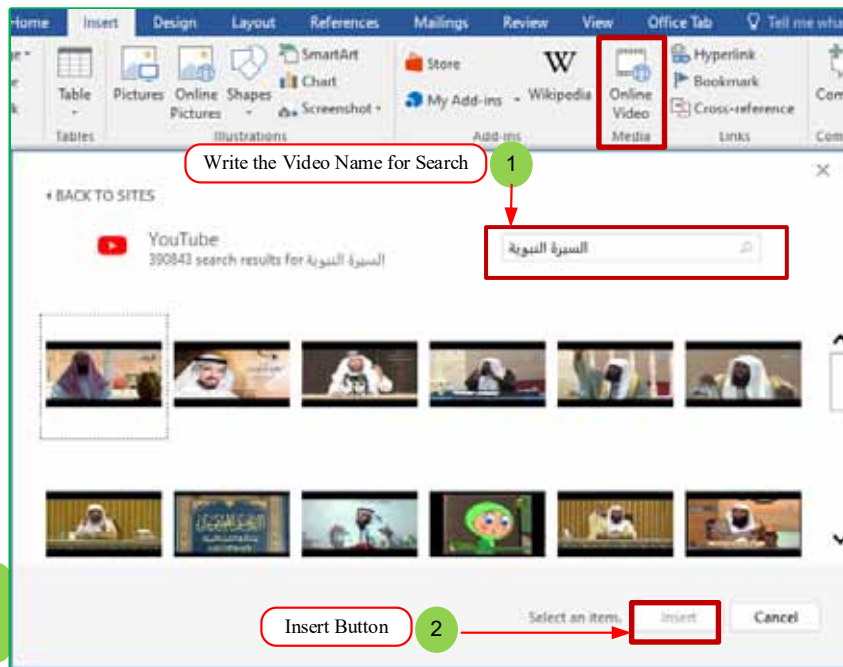 Home Insert Design Layout References Mailings Review View Office Tab Tell me wha
Table
Pictures
Online Pictures
Shapes
SmartArt
Chart
Screenshot
Store
My Add-ins
Wikipedia
Online Video
Hyperlink
Bookmark
Cross-reference
Com
Tables Illustrations Add-ins Media Links Com
Write the Video Name for Search 1
BACK TO SITES
YouTube
390843 search results for السيرة النبوية
السيرة النبوية
Insert Button 2
Select an item. Insert Cancel